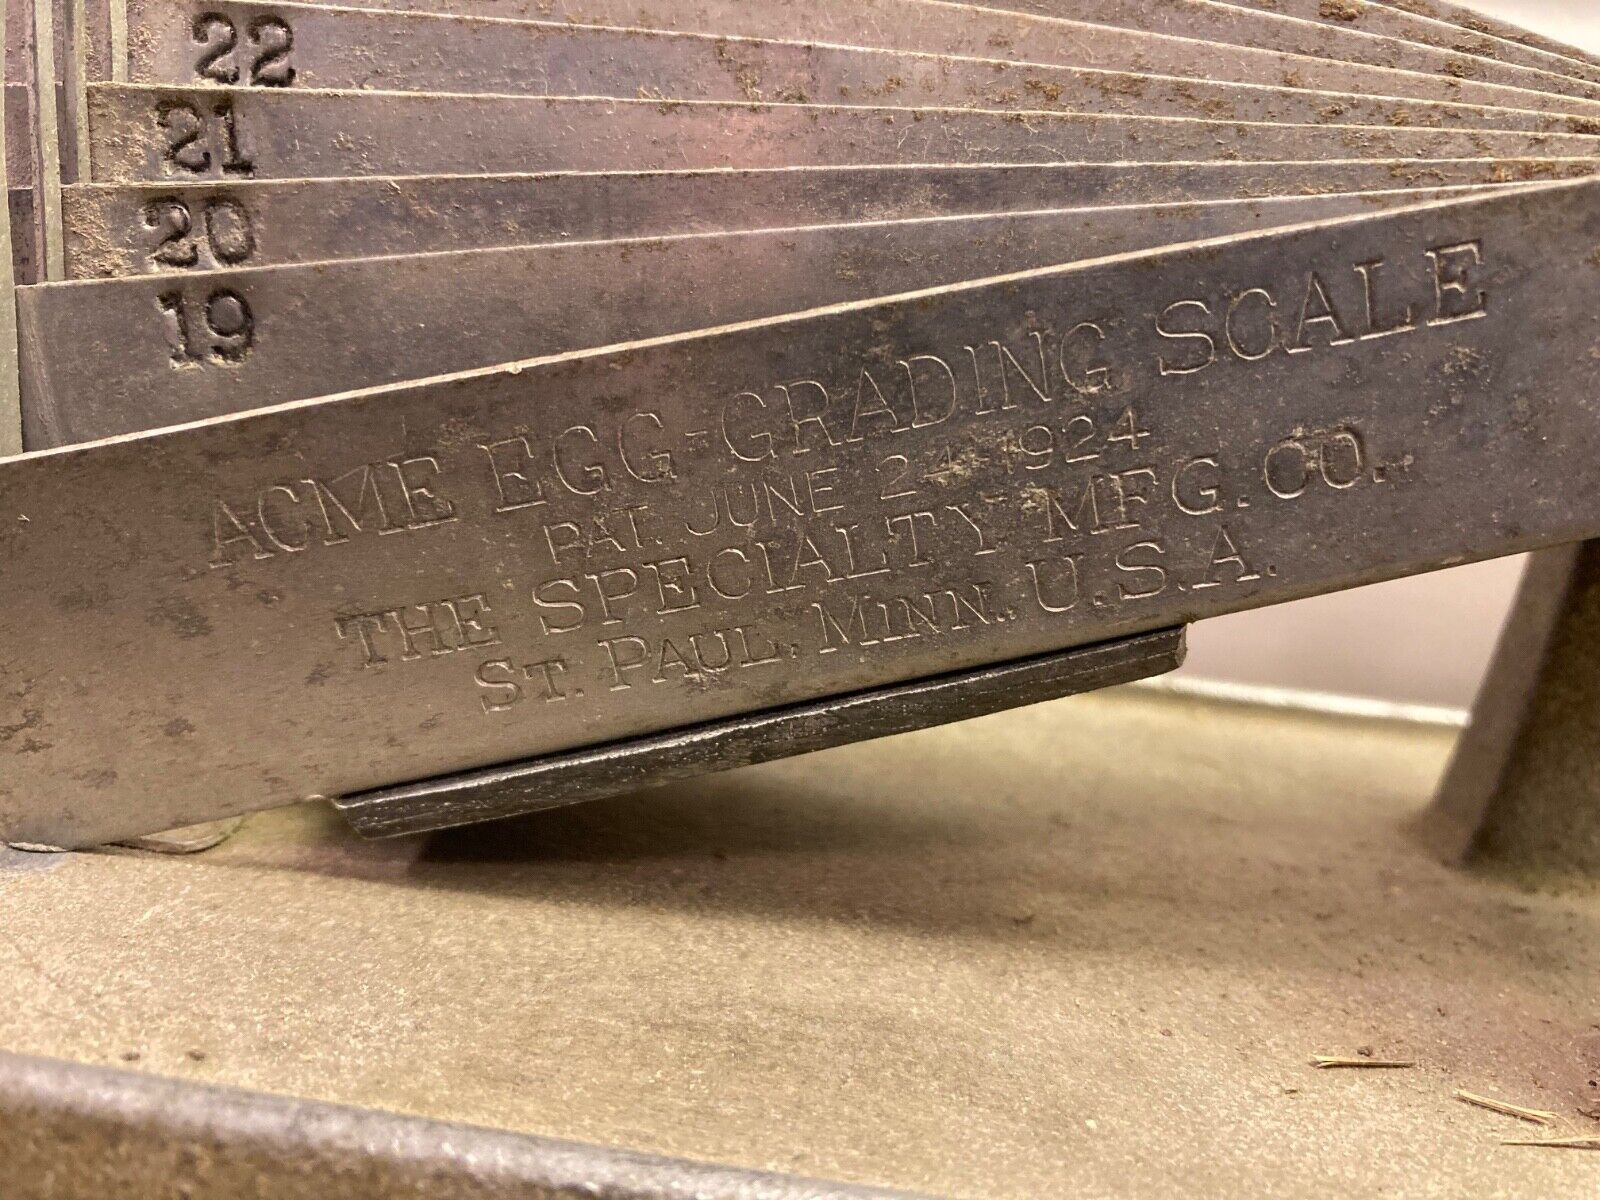 22
21
20
19
ACME EGG-GRADING SCALE
PAT. JUNE 24 1924
THE SPECIALTY MFG. CO.
ST. PAUL, MINN., U.S.A.